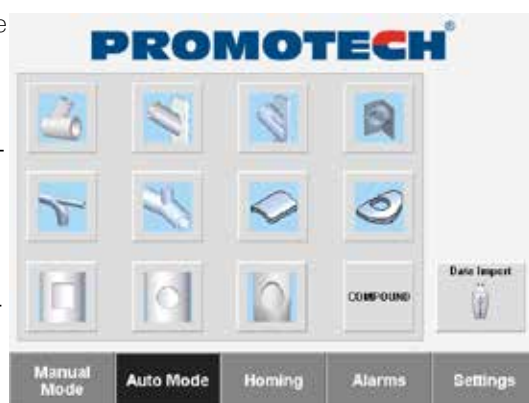 PROMOTECH®
COMPOUND
Data Import
Manual Mode
Auto Mode
Homing
Alarms
Settings